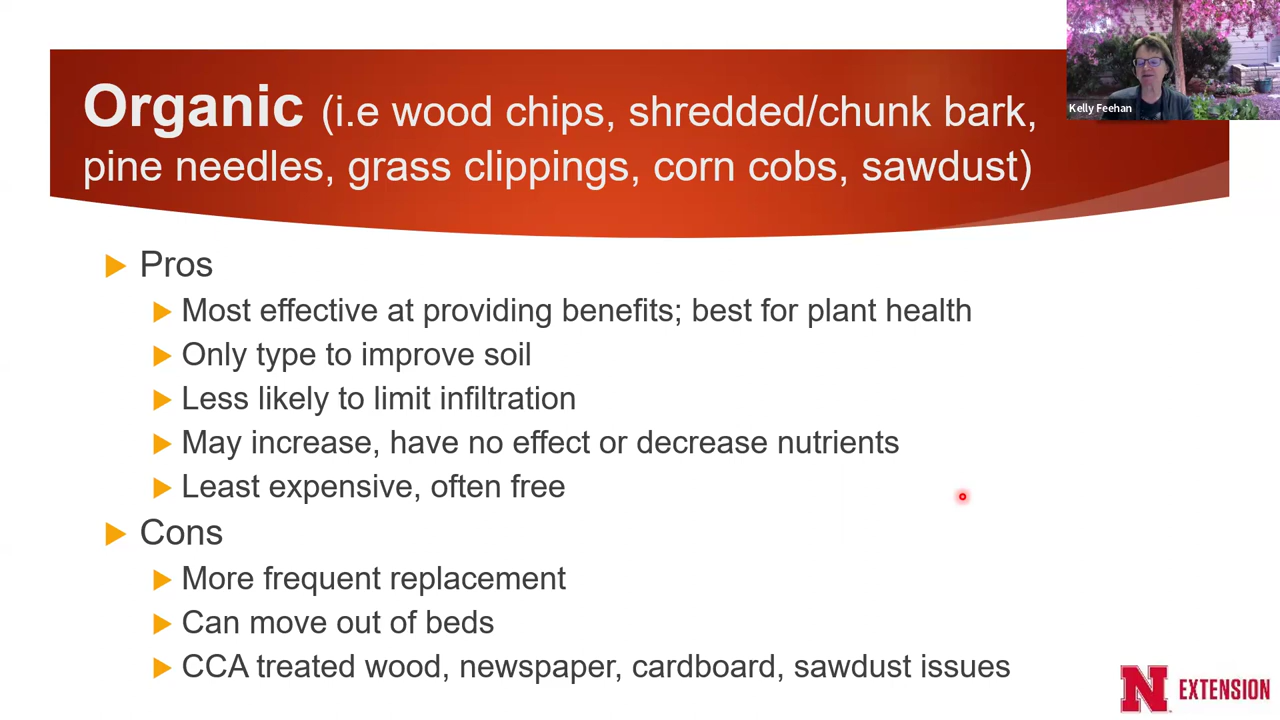 Organic (i.e wood chips, shredded/chunk bark,
pine needles, grass clippings, corn cobs, sawdust)
Kelly Feehan
Pros
Most effective at providing benefits; best for plant health
Only type to improve soil
Less likely to limit infiltration
May increase, have no effect or decrease nutrients
Least expensive, often free
Cons
More frequent replacement
Can move out of beds
CCA treated wood, newspaper, cardboard, sawdust issues
N EXTENSION